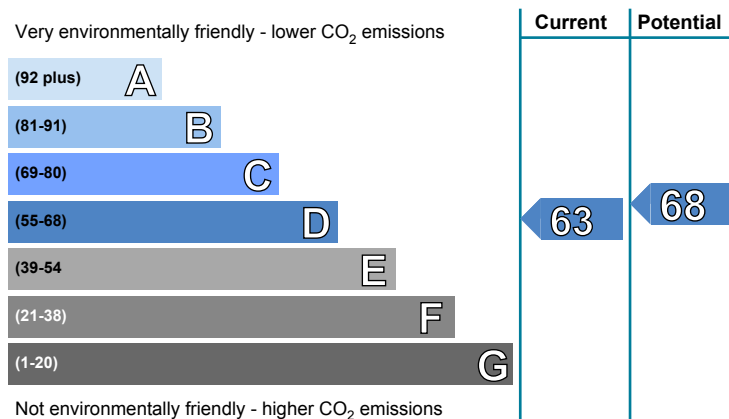 Very environmentally friendly - lower CO2 emissions
Current
Potential
(92 plus) A
(81-91) B
(69-80) C
(55-68) D
63
68
(39-54 E
(21-38) F
(1-20) G
Not environmentally friendly - higher CO2 emissions